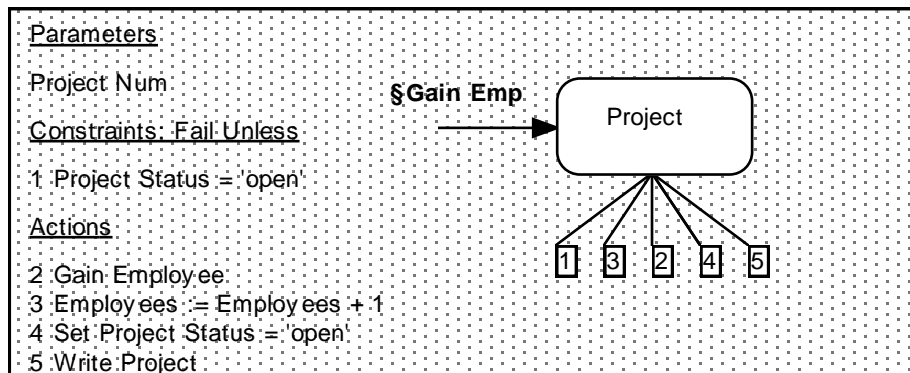 Parameters
Project Num
Constraints: Fail Unless
1 Project Status = 'open'
Actions
2 Gain Employee
3 Employees := Employees + 1
4 Set Project Status = 'open'
5 Write Project
§Gain Emp
Project
1 3 2 4 5